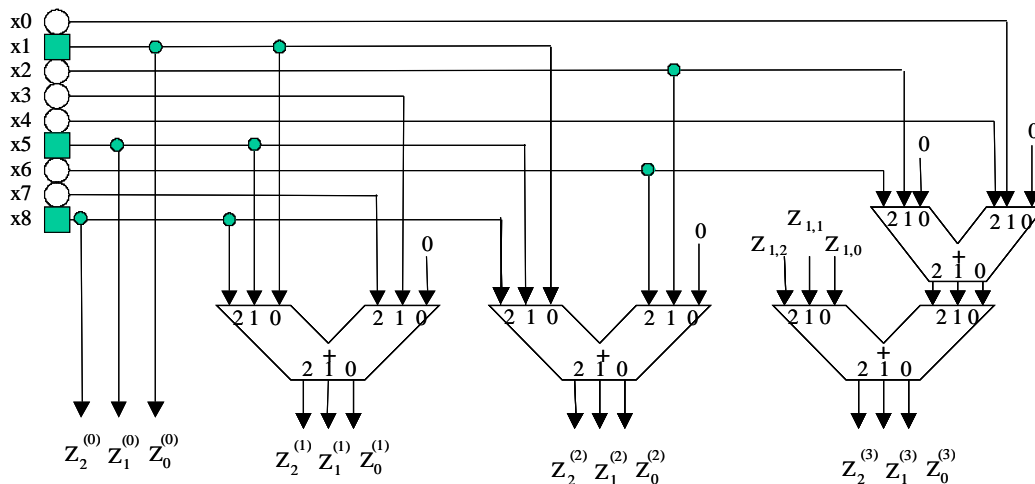 x0
x1
x2
x3
x4
x5
x6
x7
x8
0
0
2 1 0
2 1 0
+
2 1 0
0
0
Z1,2
Z1,1
Z1,0
2 1 0
2 1 0
+
2 1 0
2 1 0
2 1 0
+
2 1 0
2 1 0
2 1 0
+
2 1 0
Z2(0) Z1(0) Z0(0)
Z2(1) Z1(1) Z0(1)
Z2(2) Z1(2) Z0(2)
Z2(3) Z1(3) Z0(3)